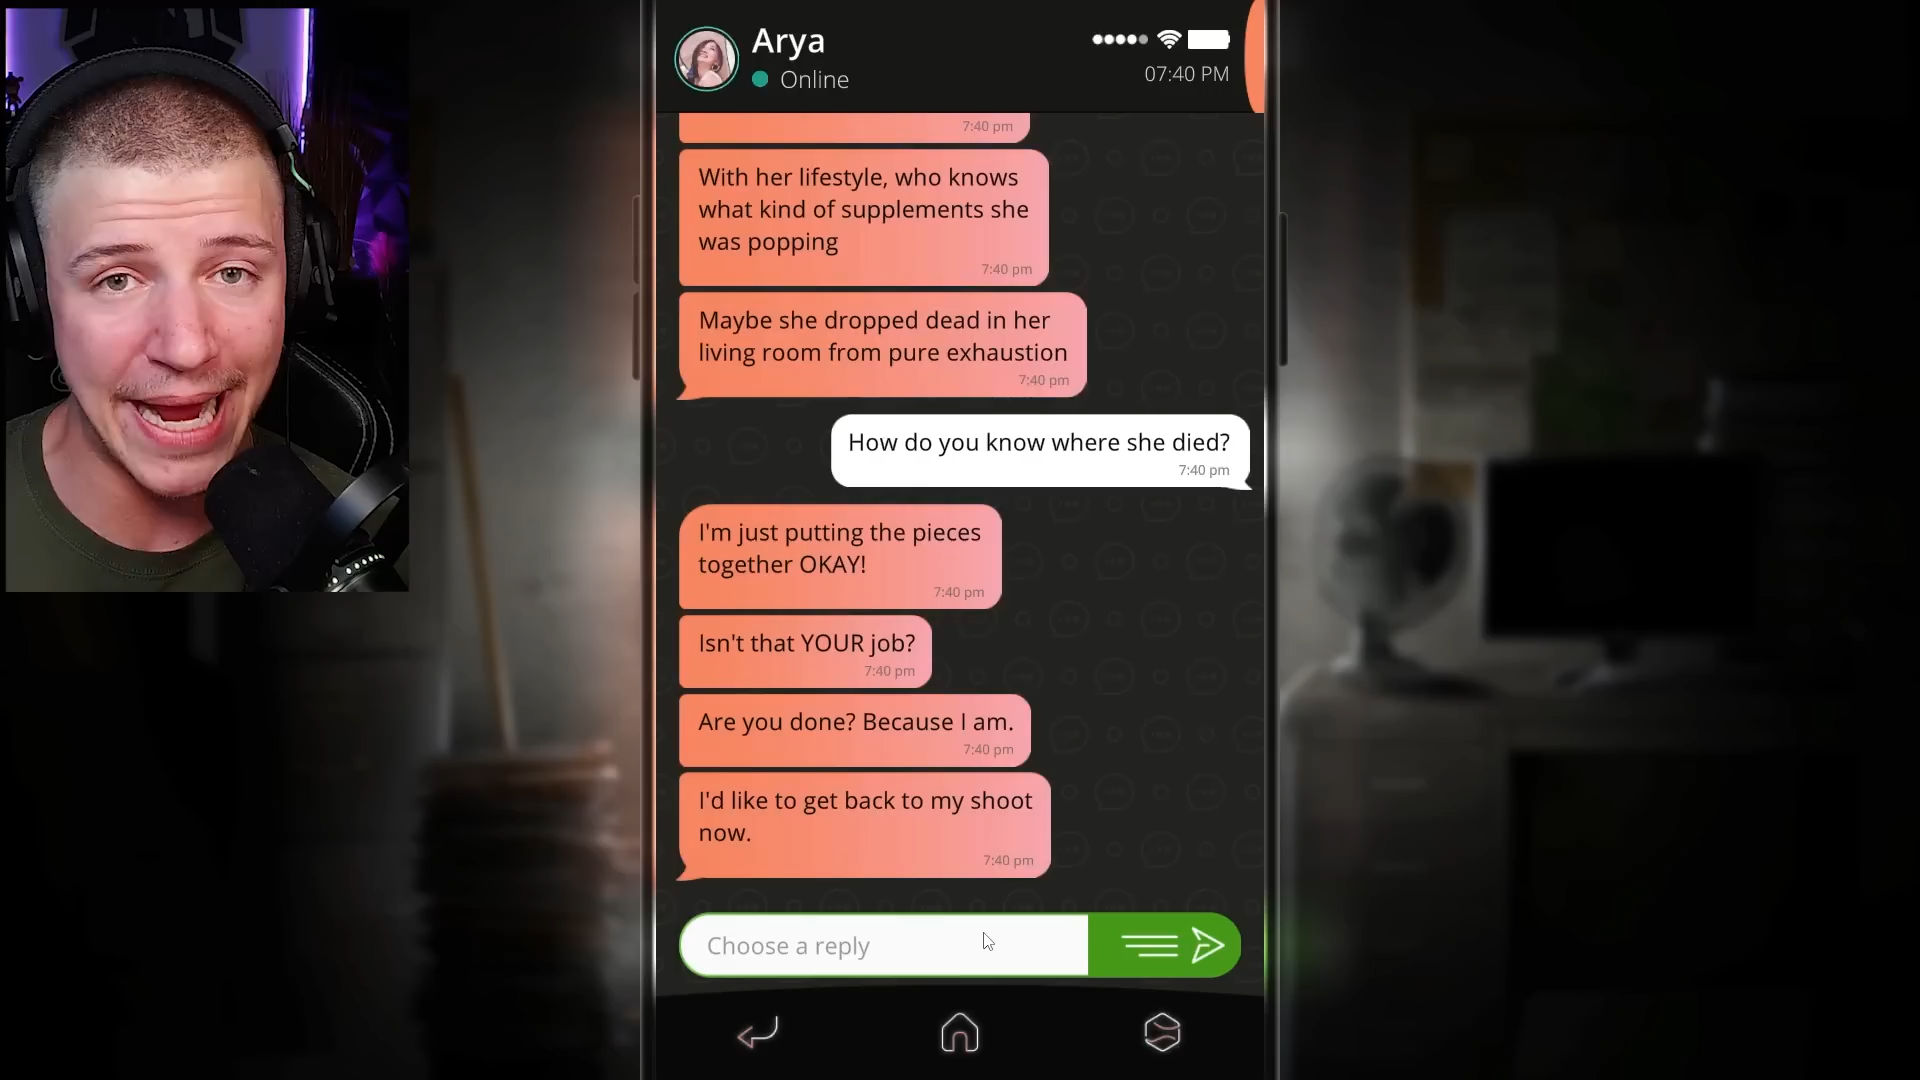 Arya
Online
07:40 PM
7:40 pm
With her lifestyle, who knows
what kind of supplements she
was popping
7:40 pm
Maybe she dropped dead in her
living room from pure exhaustion
7:40 pm
How do you know where she died?
7:40 pm
I'm just putting the pieces
together OKAY!
7:40 pm
Isn't that YOUR job?
7:40 pm
Are you done? Because I am.
7:40 pm
I'd like to get back to my shoot
now.
7:40 pm
Choose a reply